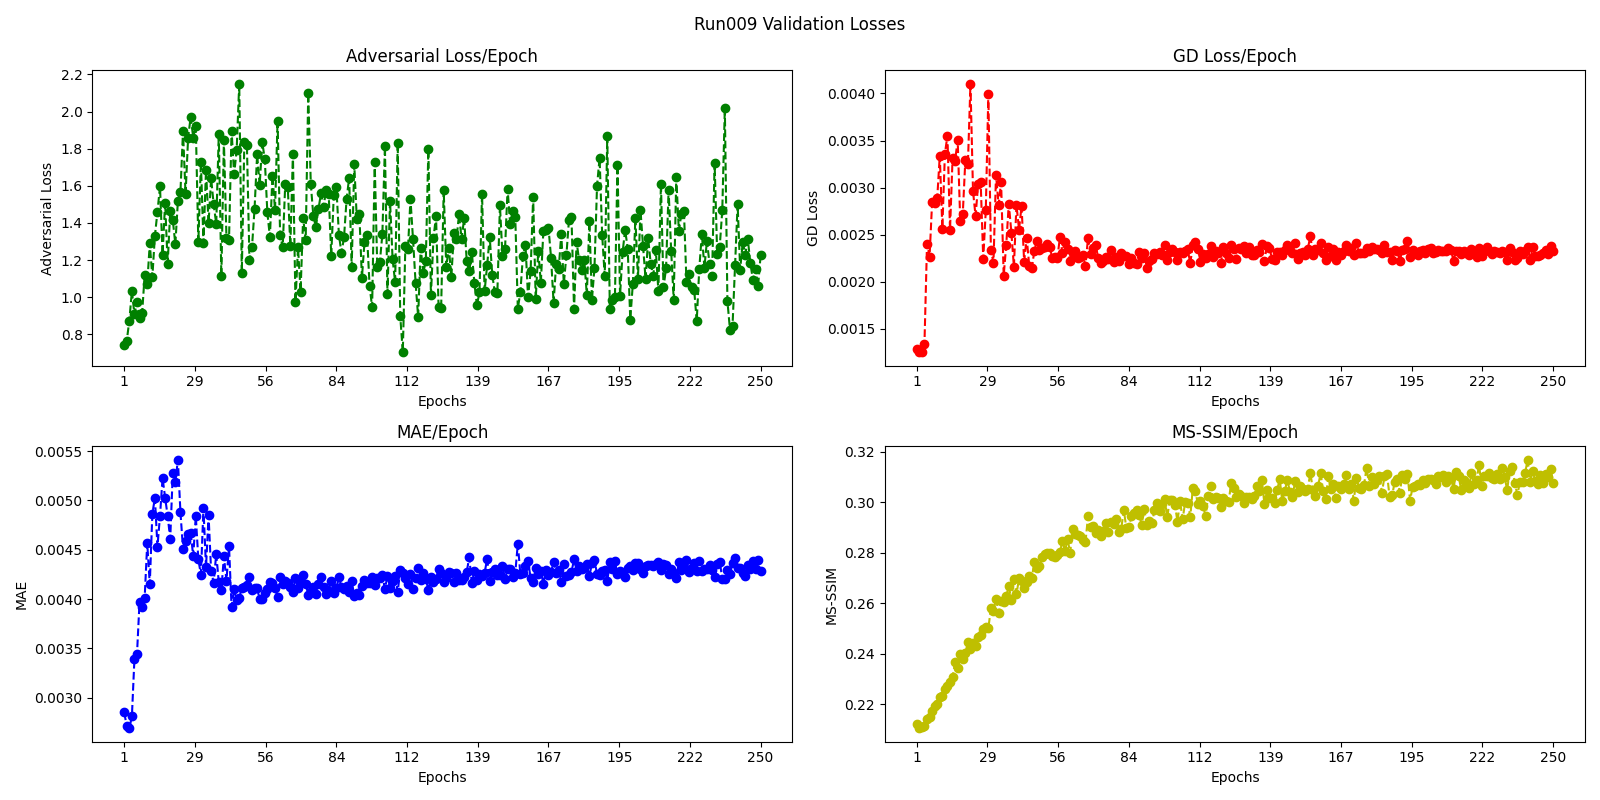 Run009 Validation Losses
Adversarial Loss/Epoch
Adversarial Loss
2.2
2.0
1.8
1.6
1.4
1.2
1.0
0.8
1 29 56 84 112 139 167 195 222 250
Epochs
GD Loss/Epoch
GD Loss
0.0040
0.0035
0.0030
0.0025
0.0020
0.0015
1 29 56 84 112 139 167 195 222 250
Epochs
MAE/Epoch
MAE
0.0055
0.0050
0.0045
0.0040
0.0035
0.0030
1 29 56 84 112 139 167 195 222 250
Epochs
MS-SSIM/Epoch
MS-SSIM
0.32
0.30
0.28
0.26
0.24
0.22
1 29 56 84 112 139 167 195 222 250
Epochs